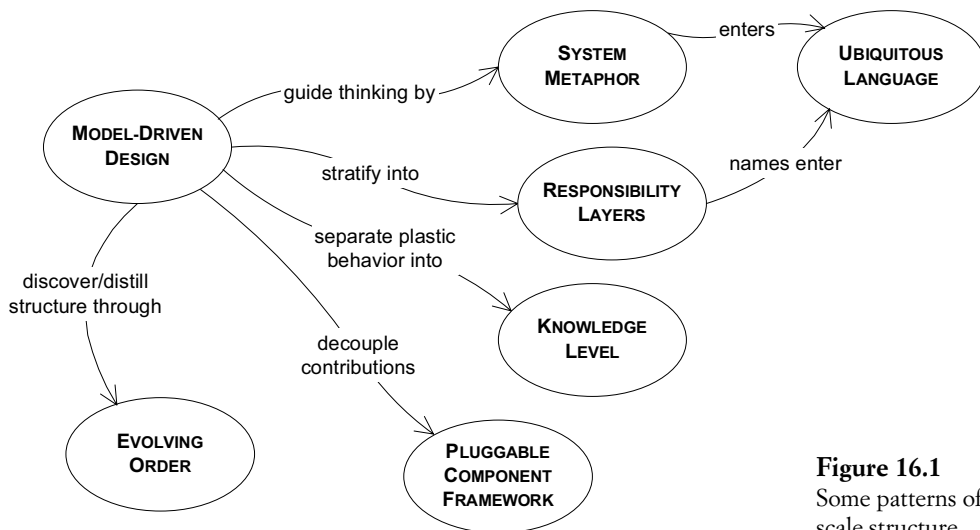 SYSTEM
METAPHOR
enters
UBIQUITOUS
LANGUAGE
guide thinking by
MODEL-DRIVEN
DESIGN
stratify into
names enter
RESPONSIBILITY
LAYERS
separate plastic
behavior into
discover/distill
structure through
KNOWLEDGE
LEVEL
decouple
contributions
EVOLVING
ORDER
PLUGGABLE
COMPONENT
FRAMEWORK
Figure 16.1
Some patterns of
scale structure